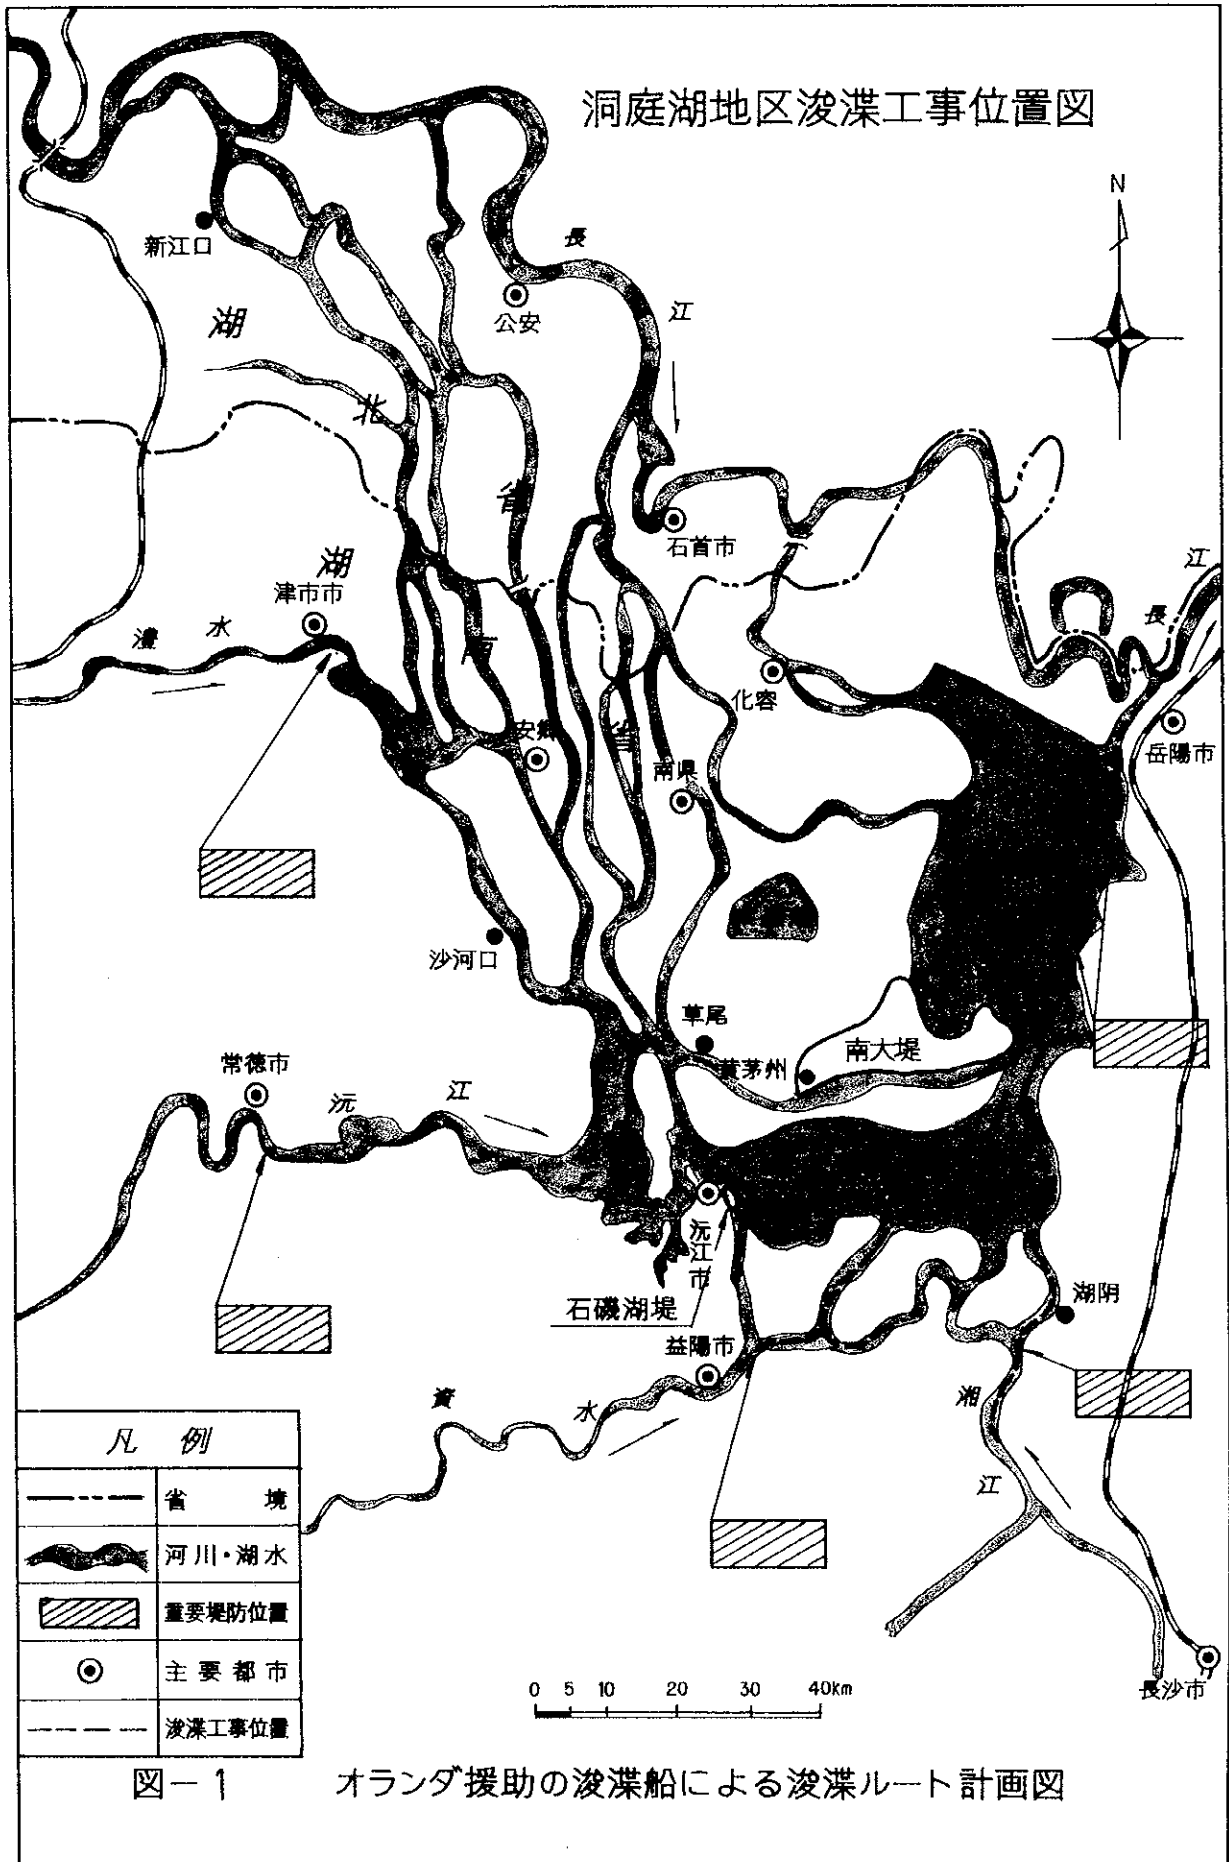 洞庭湖地区浚渫工事位置図
N
新江口
長
江
公安
湖
北
省
石首市
湖
南
省
津市市
澧水
江
長
化容
安郷
南県
岳陽市
沙河口
草尾
黄茅州
南大堤
常徳市
沅
江
沅江市
石磯湖堤
湖阴
益陽市
資
水
湘
江
凡例
省境
河川・湖水
重要堤防位置
主要都市
浚渫工事位置
0 5 10 20 30 40km
長沙市
図－1 オランダ援助の浚渫船による浚渫ルート計画図